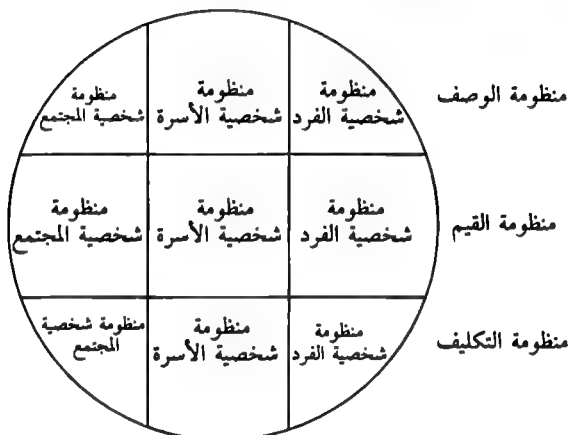 منظومة الوصف
منظومة
شخصية الفرد
منظومة
شخصية الأسرة
منظومة
شخصية المجتمع
منظومة القيم
منظومة
شخصية الفرد
منظومة
شخصية الأسرة
منظومة
شخصية المجتمع
منظومة التكليف
منظومة
شخصية الفرد
منظومة
شخصية الأسرة
منظومة شخصية
المجتمع